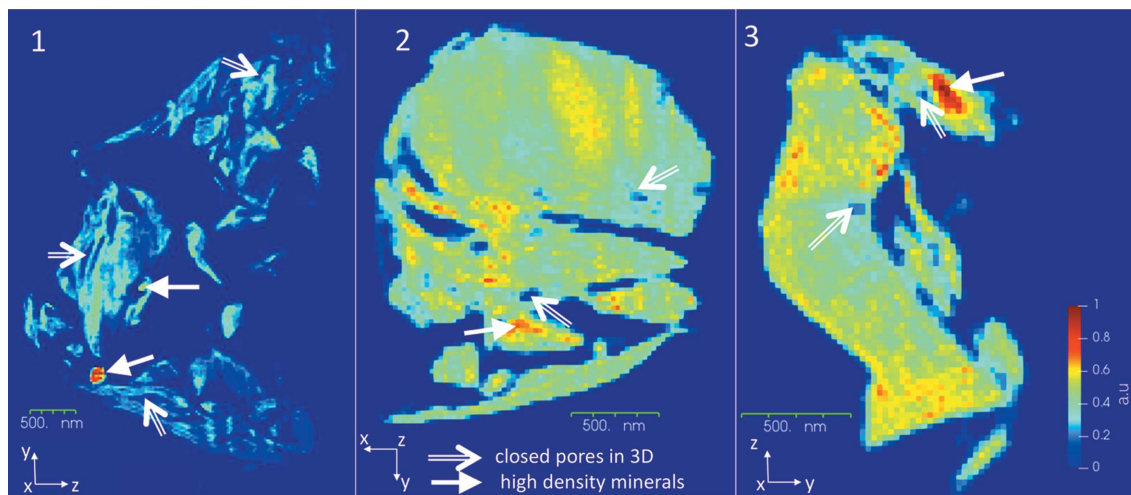 1
2
3
500. nm
y
x z
500. nm
x z
y
closed pores in 3D
high density minerals
500. nm
z
x y
1
0.8
0.6
0.4
0.2
0
a.u